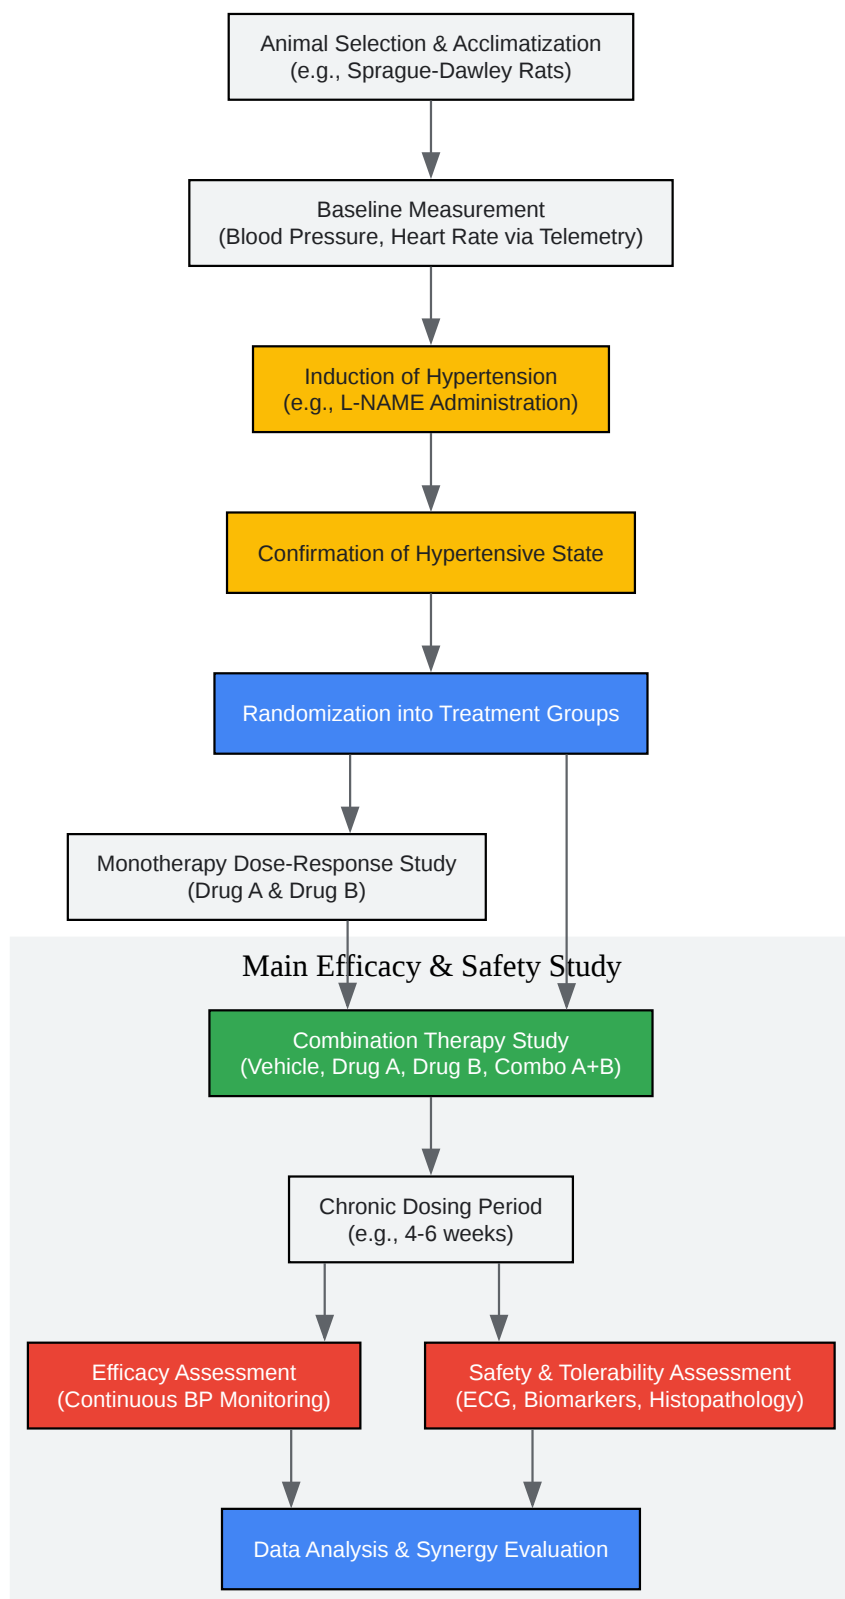 Animal Selection & Acclimatization
(e.g., Sprague-Dawley Rats)
Baseline Measurement
(Blood Pressure, Heart Rate via Telemetry)
Induction of Hypertension
(e.g., L-NAME Administration)
Confirmation of Hypertensive State
Randomization into Treatment Groups
Monotherapy Dose-Response Study
(Drug A & Drug B)
Main Efficacy & Safety Study
Combination Therapy Study
(Vehicle, Drug A, Drug B, Combo A+B)
Chronic Dosing Period
(e.g., 4-6 weeks)
Efficacy Assessment
(Continuous BP Monitoring)
Safety & Tolerability Assessment
(ECG, Biomarkers, Histopathology)
Data Analysis & Synergy Evaluation